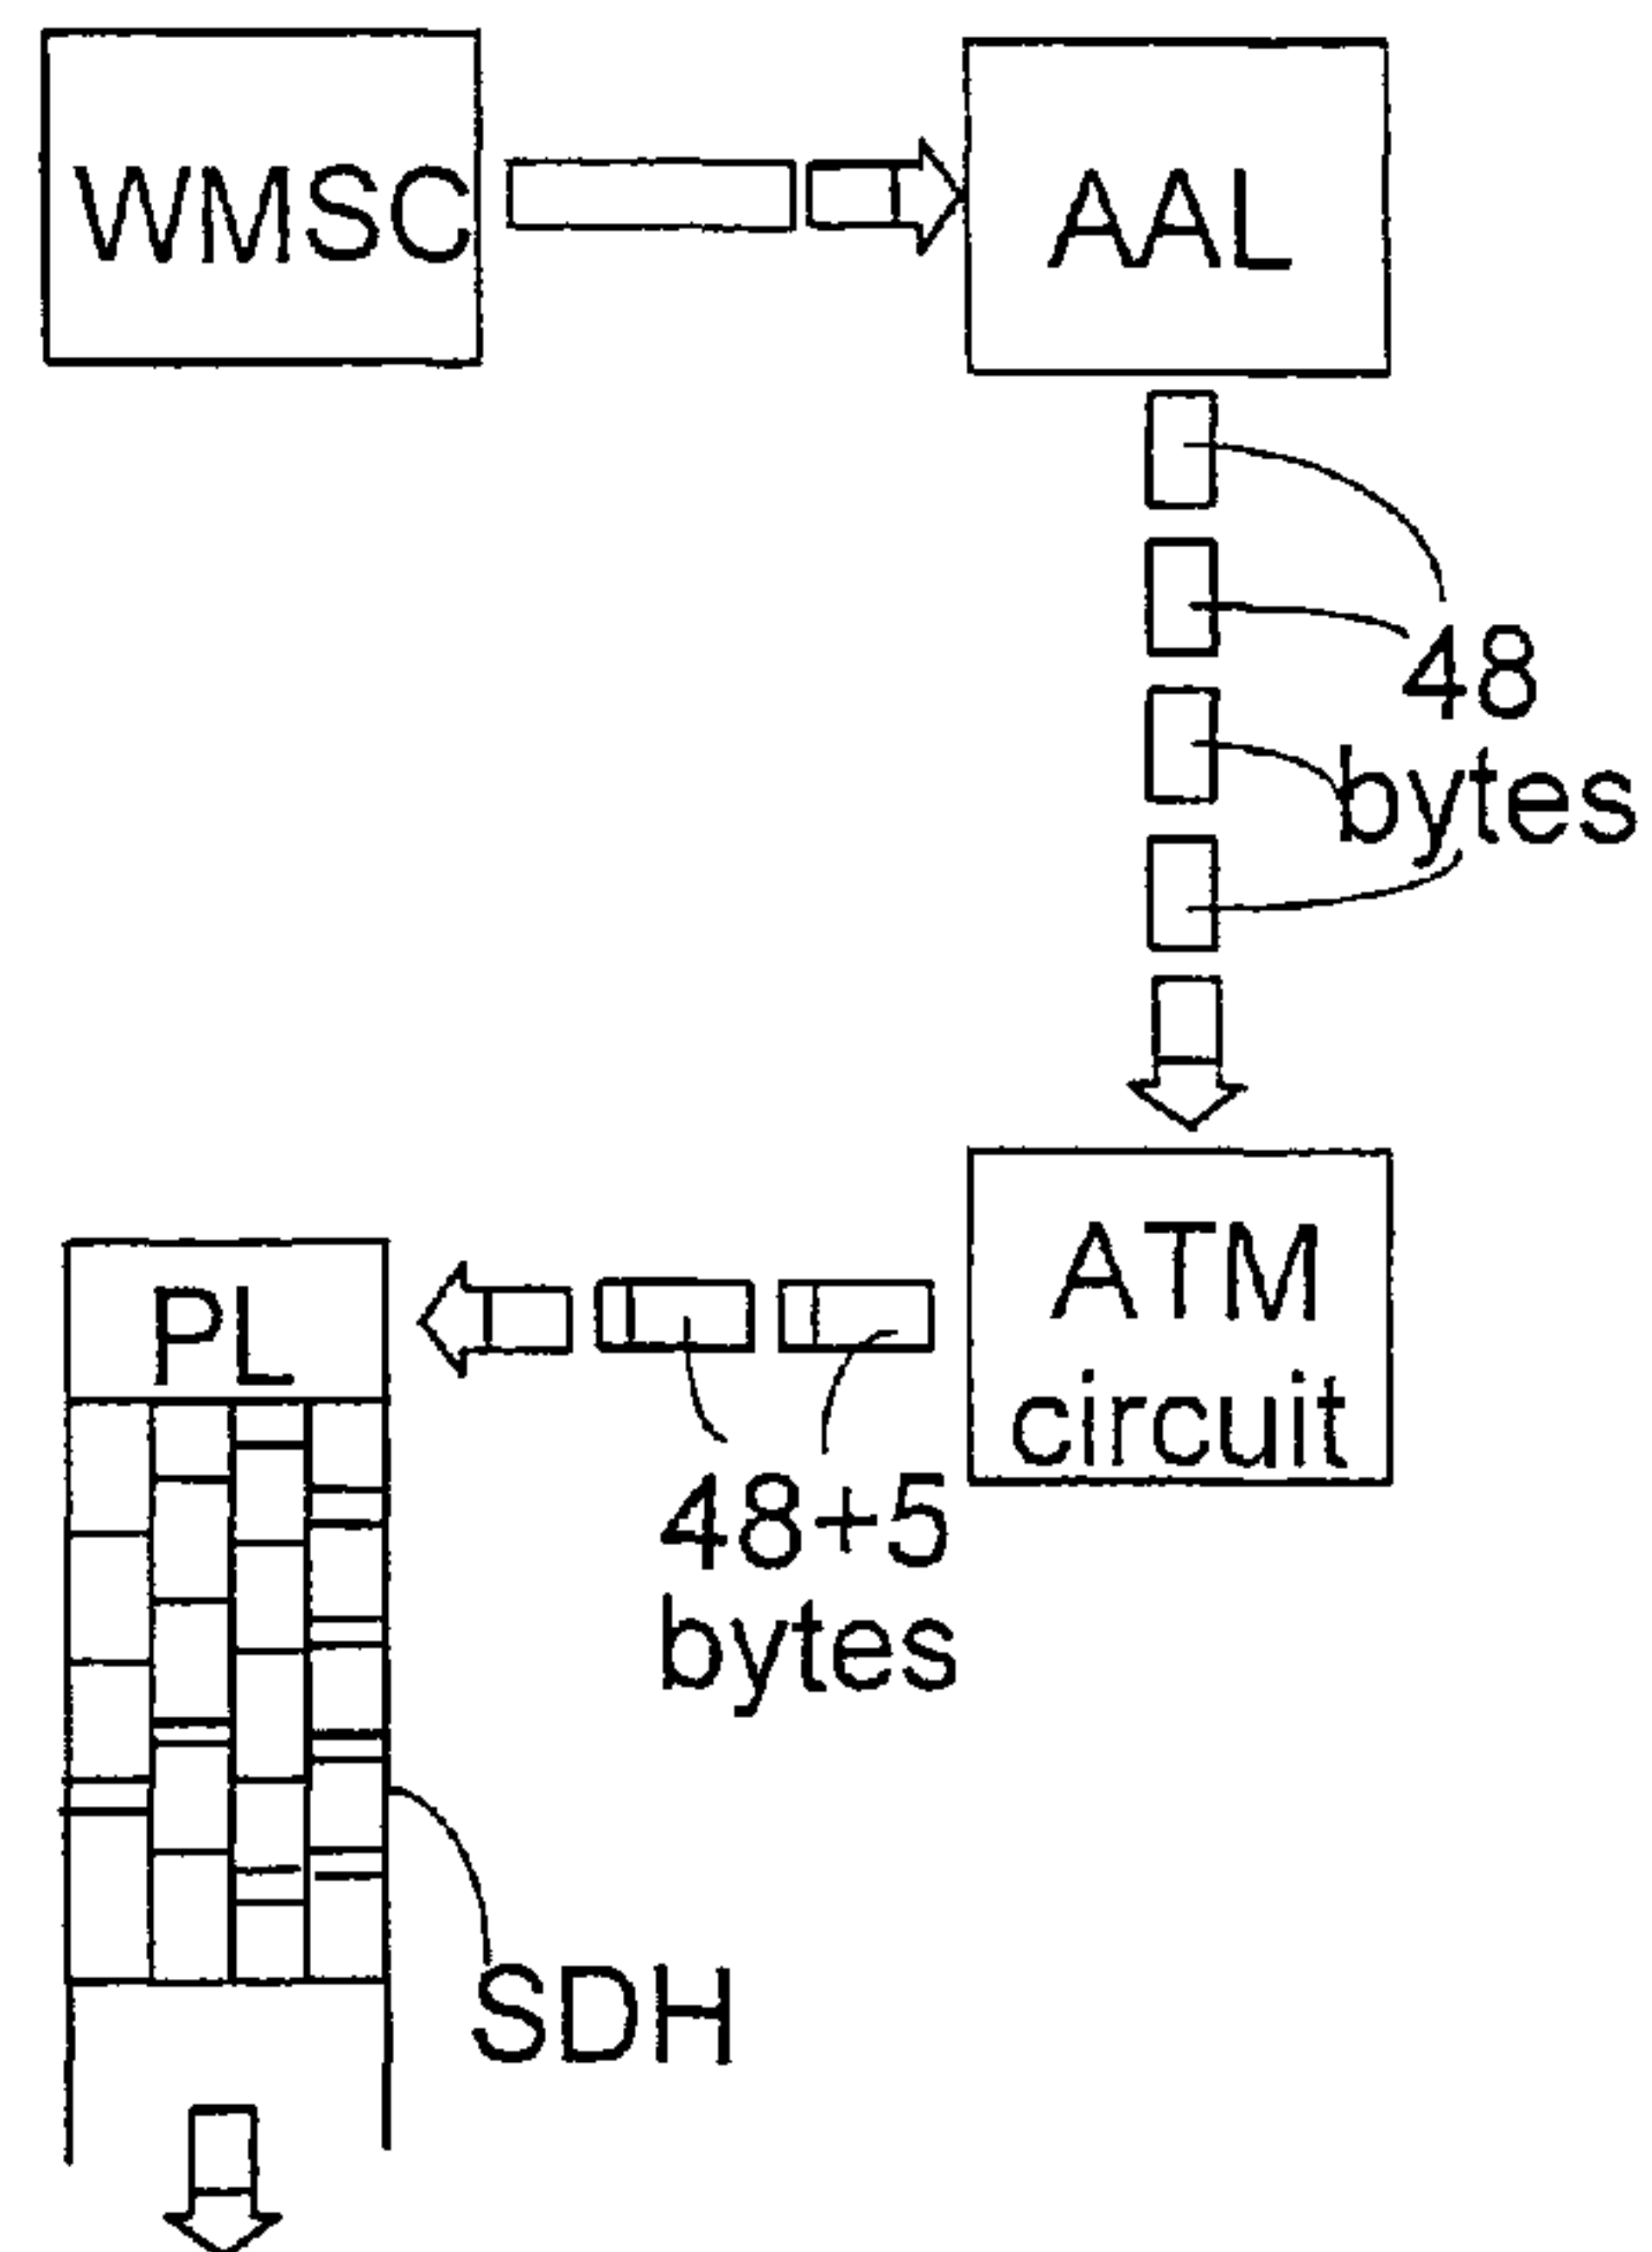 WMSC
AAL
48
bytes
ATM
circuit
PL
48+5
bytes
SDH